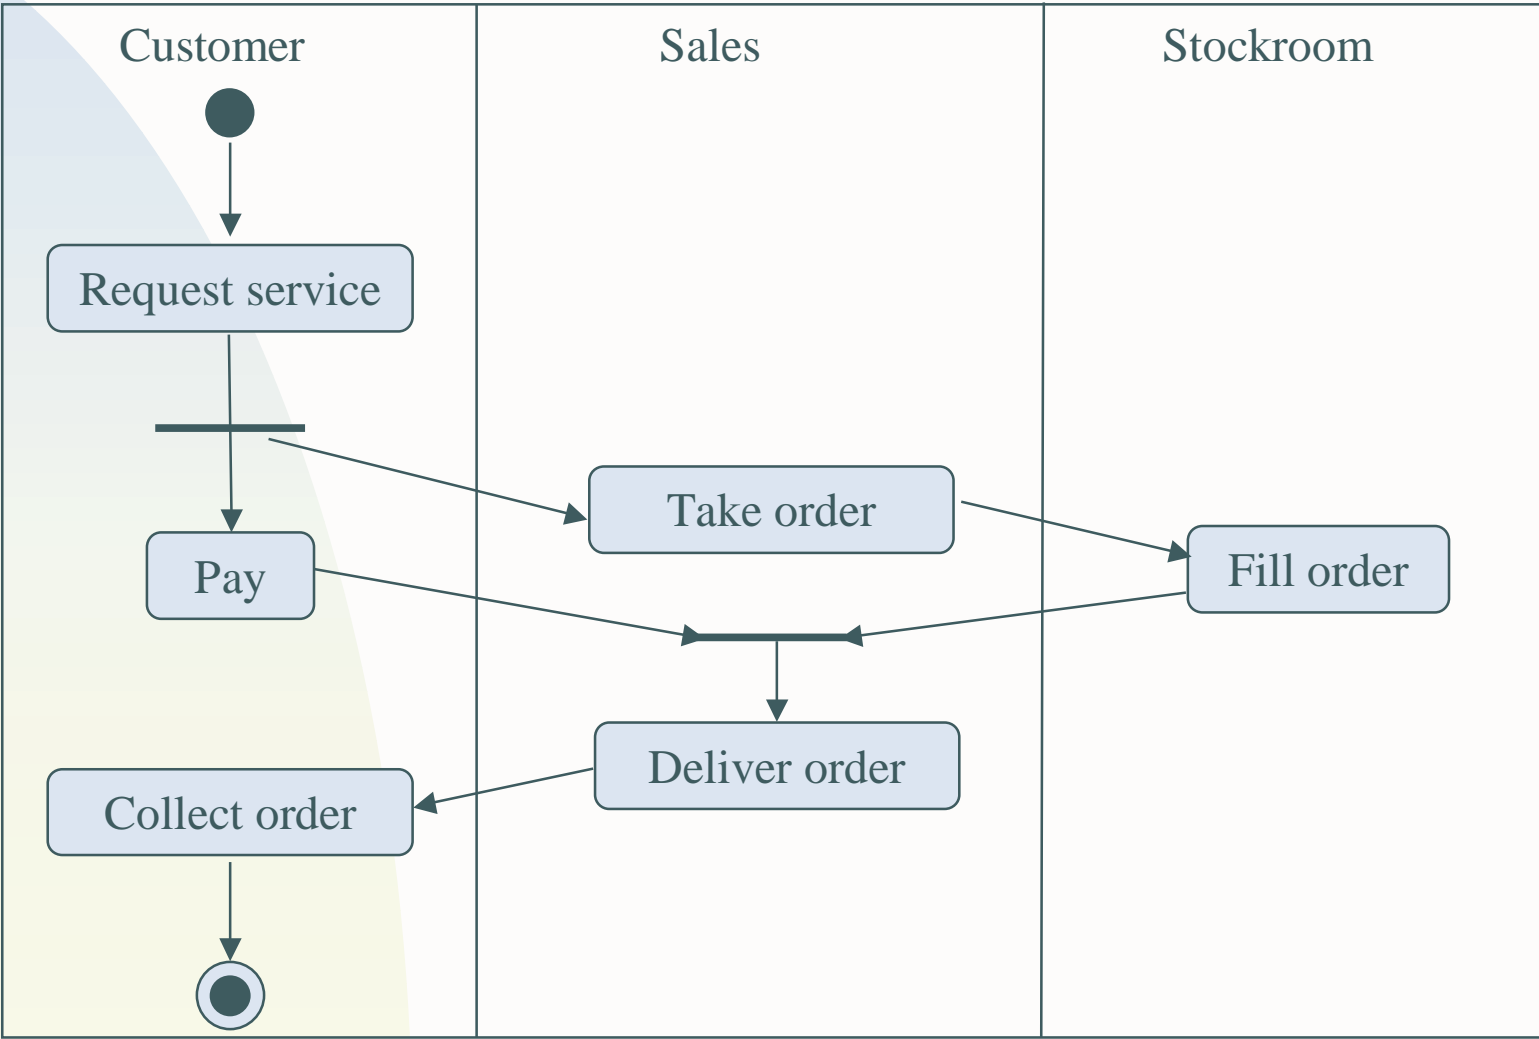 Customer
Sales
Stockroom
Request service
Take order
Fill order
Pay
Deliver order
Collect order